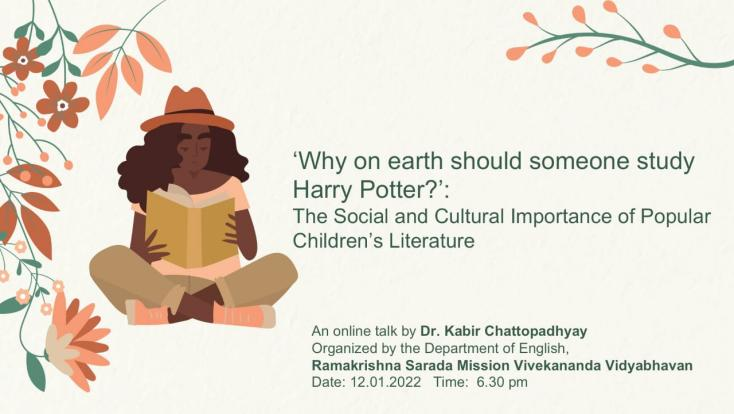 ‘Why on earth should someone study
Harry Potter?’:
The Social and Cultural Importance of Popular
Children’s Literature
An online talk by Dr. Kabir Chattopadhyay
Organized by the Department of English,
Ramakrishna Sarada Mission Vivekananda Vidyabhavan
Date: 12.01.2022   Time:  6.30 pm